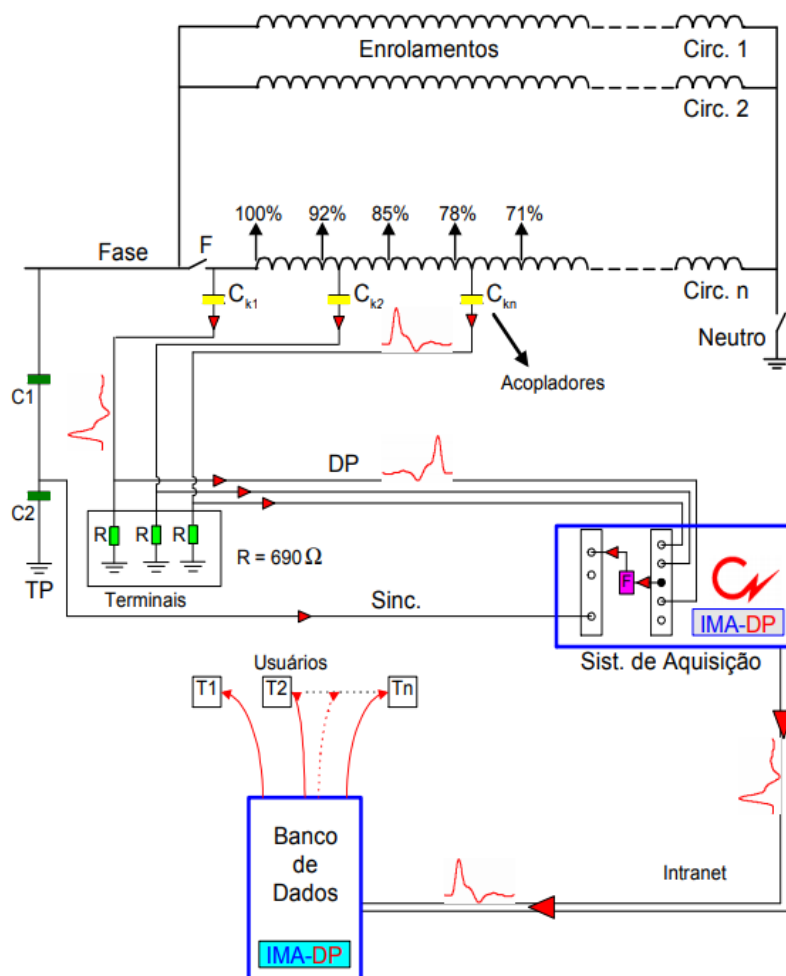 Enrolamentos
Circ. 1
Circ. 2
100% 92% 85% 78% 71%
Fase
F
Circ. n
Ck1
Ck2
Ckn
Neutro
Acopladores
C1
DP
C2
R R R
R = 690 Ω
TP
Terminais
Sinc.
F
IMA-DP
Sist. de Aquisição
Usuários
T1 T2 Tn
Banco
de
Dados
Intranet
IMA-DP